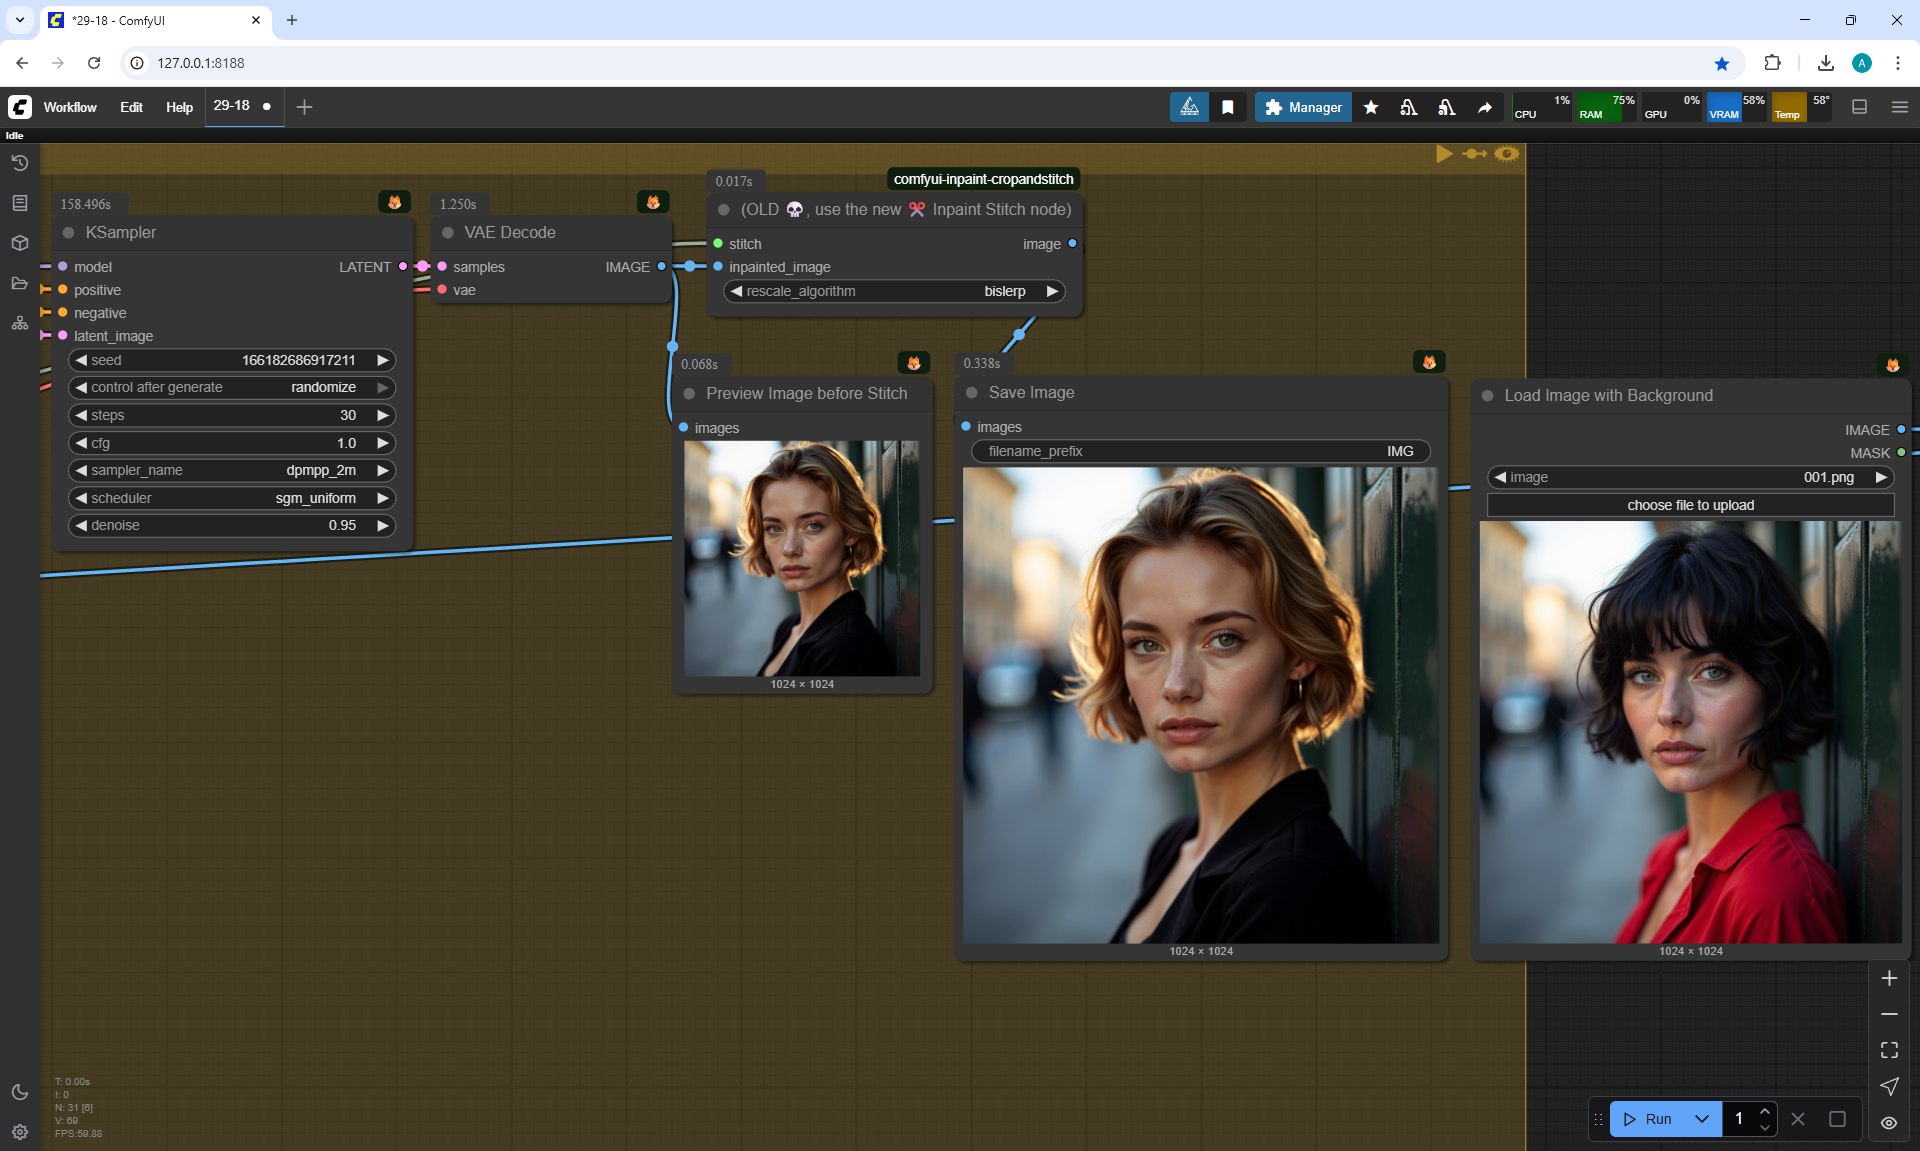 *29-18 - ComfyUI
127.0.0.1:8188
A
Workflow Edit Help 29-18
Manager
CPU 1% RAM 75% GPU 0% VRAM 58% Temp 58°
Idle
0.017s comfyui-inpaint-cropandstitch
158.496s
1.250s
(OLD 💀, use the new ✂️ Inpaint Stitch node)
KSampler
VAE Decode
stitch image
model LATENT
samples IMAGE
inpainted_image
positive
vae
rescale_algorithm bislerp
negative
latent_image
seed 166182686917211
control after generate randomize
steps 30
cfg 1.0
sampler_name dpmpp_2m
scheduler sgm_uniform
denoise 0.95
0.068s
Preview Image before Stitch
images
1024 × 1024
0.338s
Save Image
images
filename_prefix IMG
1024 × 1024
Load Image with Background
IMAGE
MASK
image 001.png
choose file to upload
1024 × 1024
T: 0.00s
I: 0
N: 31 [6]
V: 69
FPS:59.88
Run 1